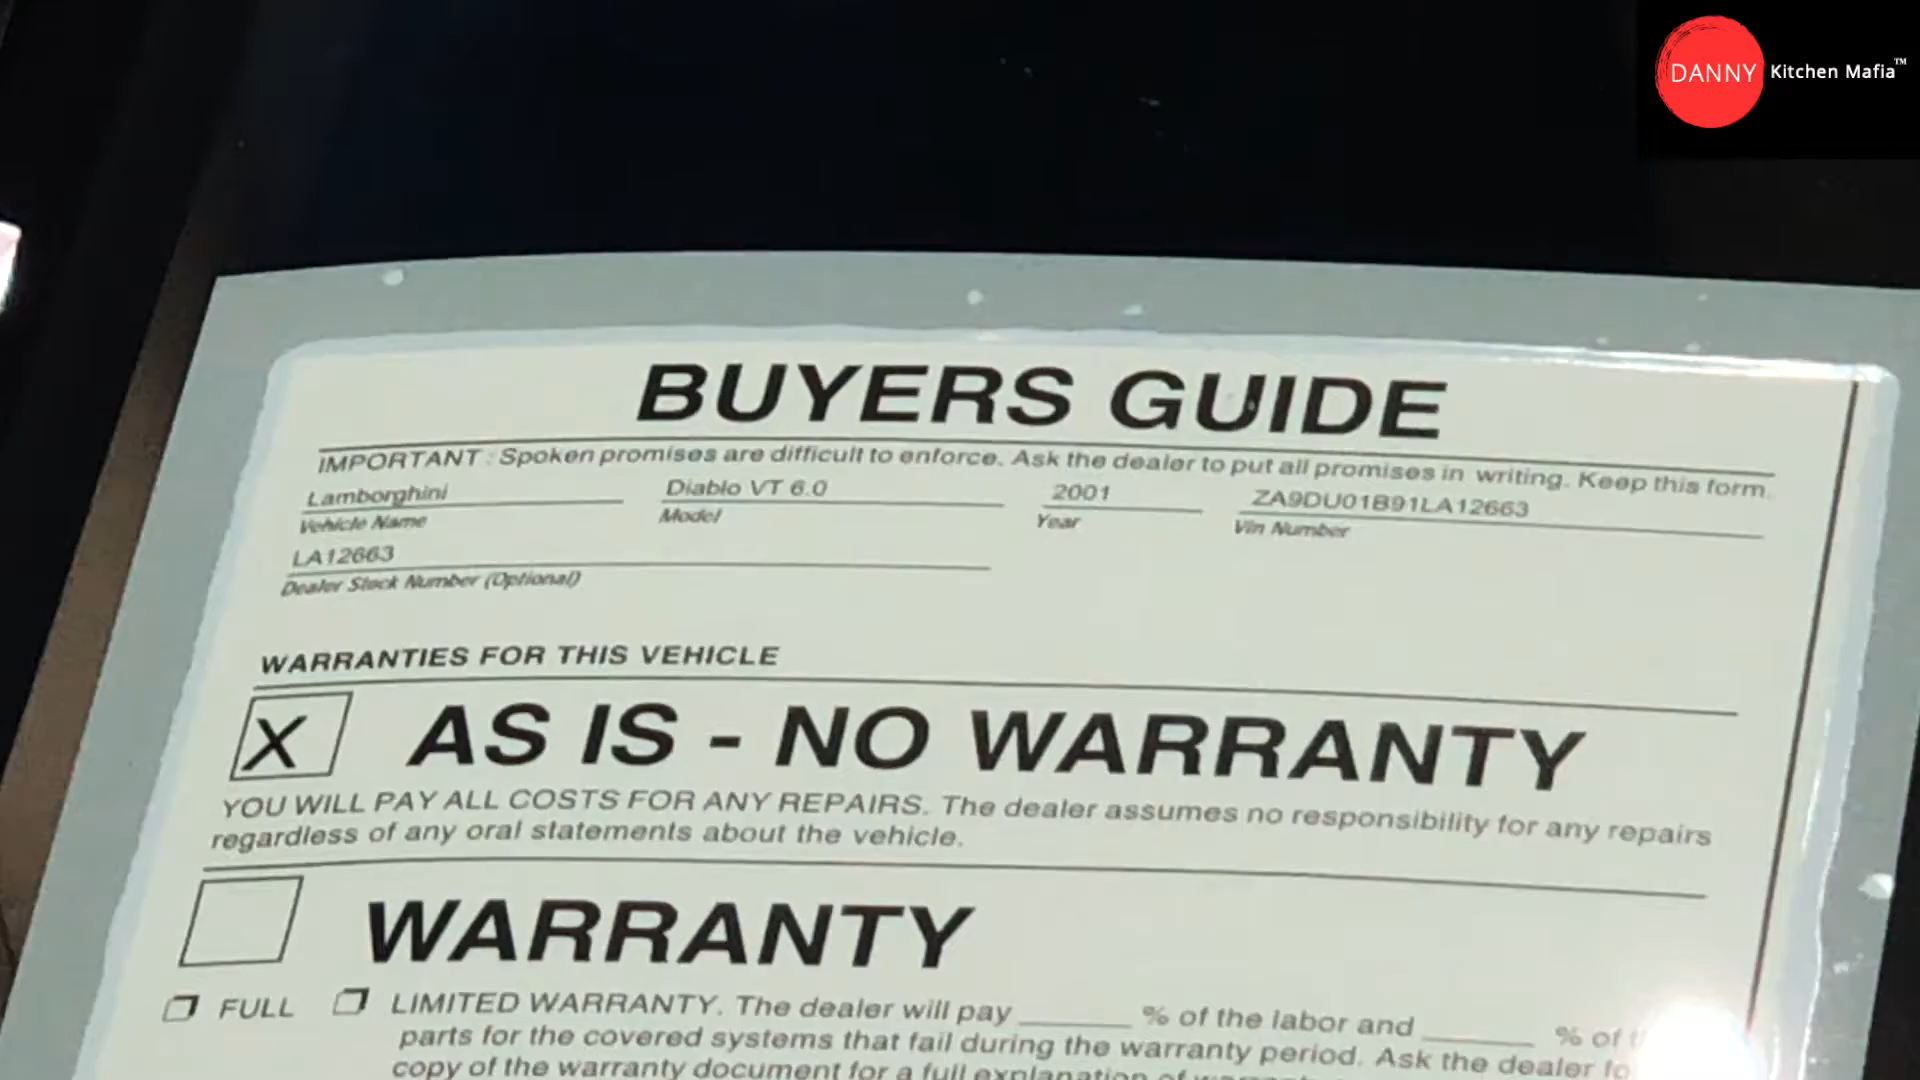 DANNY Kitchen Mafia™
BUYERS GUIDE
IMPORTANT : Spoken promises are difficult to enforce. Ask the dealer to put all promises in writing. Keep this form.
Lamborghini Diablo VT 6.0 2001 ZA9DU01B91LA12663
Vehicle Name Model Year Vin Number
LA12663
Dealer Stock Number (Optional)
WARRANTIES FOR THIS VEHICLE
X AS IS - NO WARRANTY
YOU WILL PAY ALL COSTS FOR ANY REPAIRS. The dealer assumes no responsibility for any repairs
regardless of any oral statements about the vehicle.
WARRANTY
FULL LIMITED WARRANTY. The dealer will pay ______ % of the labor and ______ % of
parts for the covered systems that fail during the warranty period. Ask the dealer fo
copy of the warranty document for a full explanation of